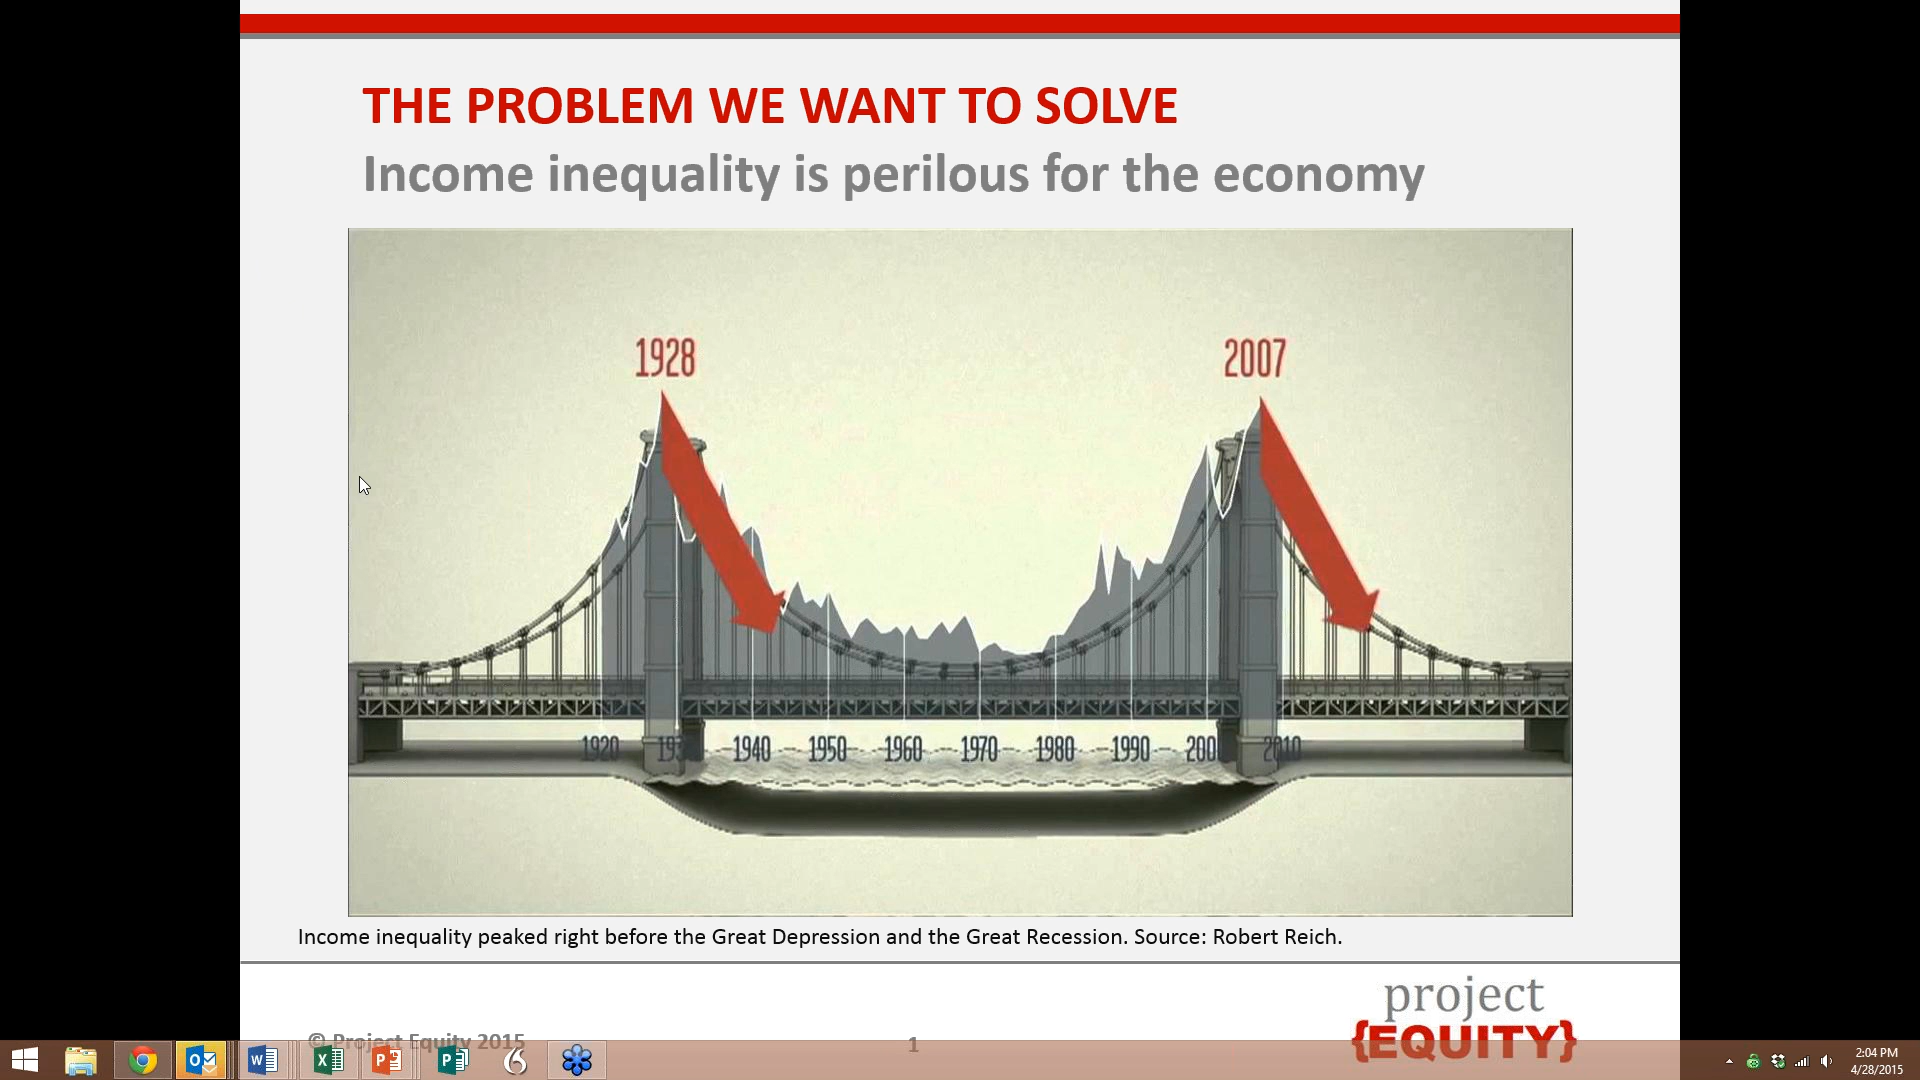 THE PROBLEM WE WANT TO SOLVE
Income inequality is perilous for the economy
1928
2007
1920 1930 1940 1950 1960 1970 1980 1990 2000 2010
Income inequality peaked right before the Great Depression and the Great Recession. Source: Robert Reich.
project
{EQUITY}
© Project Equity 2015
1
2:04 PM
4/28/2015